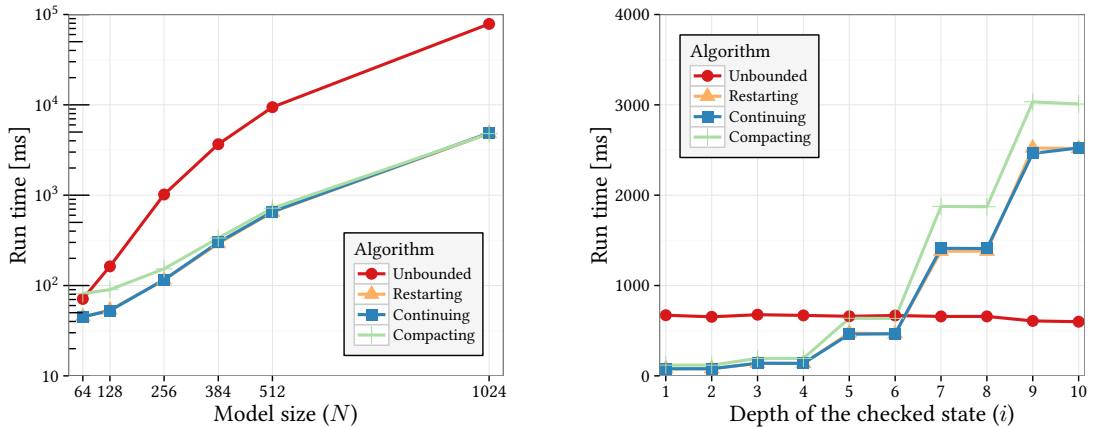 10^5
10^4
10^3
10^2
10
Run time [ms]
64 128 256 384 512 1024
Model size (N)
Algorithm
Unbounded
Restarting
Continuing
Compacting
4000
3000
2000
1000
0
Run time [ms]
1 2 3 4 5 6 7 8 9 10
Depth of the checked state (i)
Algorithm
Unbounded
Restarting
Continuing
Compacting